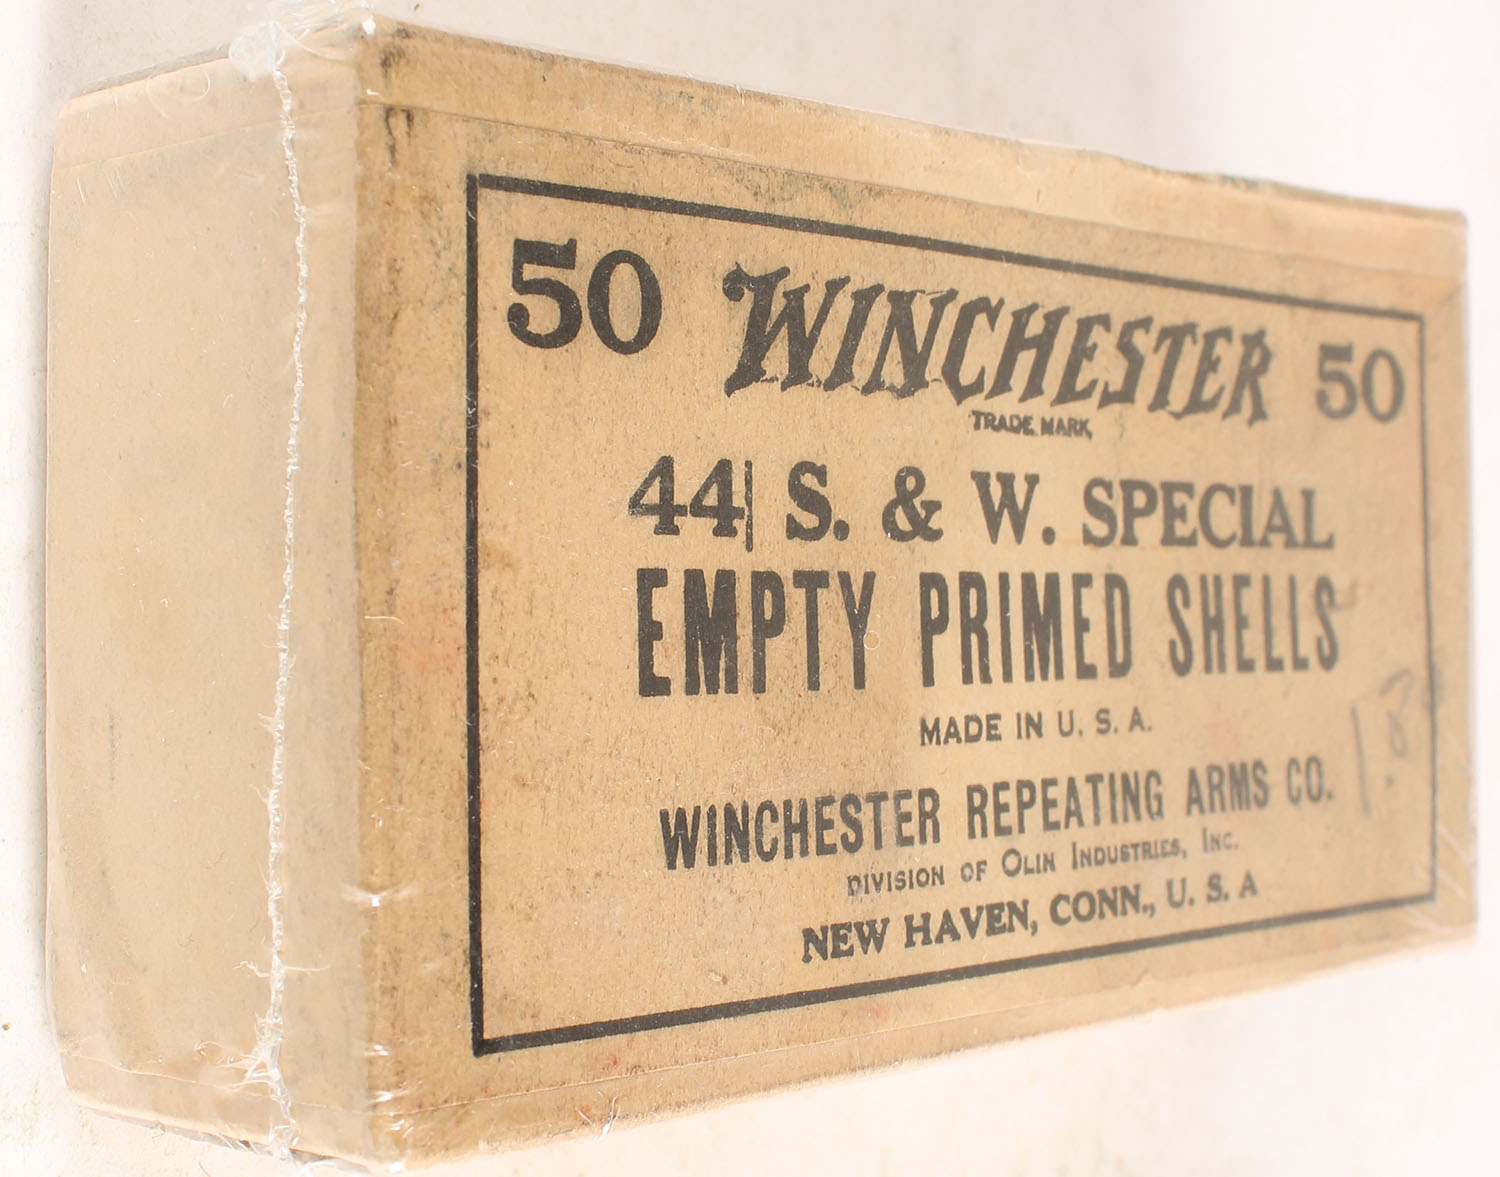 50 WINCHESTER 50
TRADE MARK
44 S. & W. SPECIAL
EMPTY PRIMED SHELLS
MADE IN U. S. A.
WINCHESTER REPEATING ARMS CO.
DIVISION OF OLIN INDUSTRIES, INC.
NEW HAVEN, CONN., U. S. A